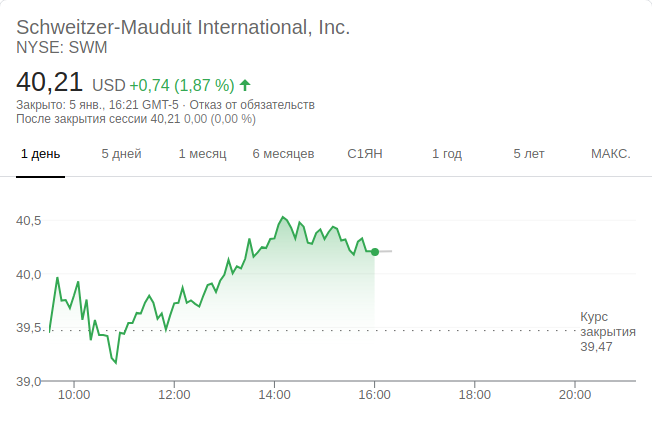 Schweitzer-Mauduit International, Inc.
NYSE: SWM
40,21 USD +0,74 (1,87 %)
Закрыто: 5 янв., 16:21 GMT-5 · Отказ от обязательств
После закрытия сессии 40,21 0,00 (0,00 %)
1 день 5 дней 1 месяц 6 месяцев С1ЯН 1 год 5 лет МАКС.
40,5
40,0
39,5
39,0
Курс
закрытия
39,47
10:00 12:00 14:00 16:00 18:00 20:00